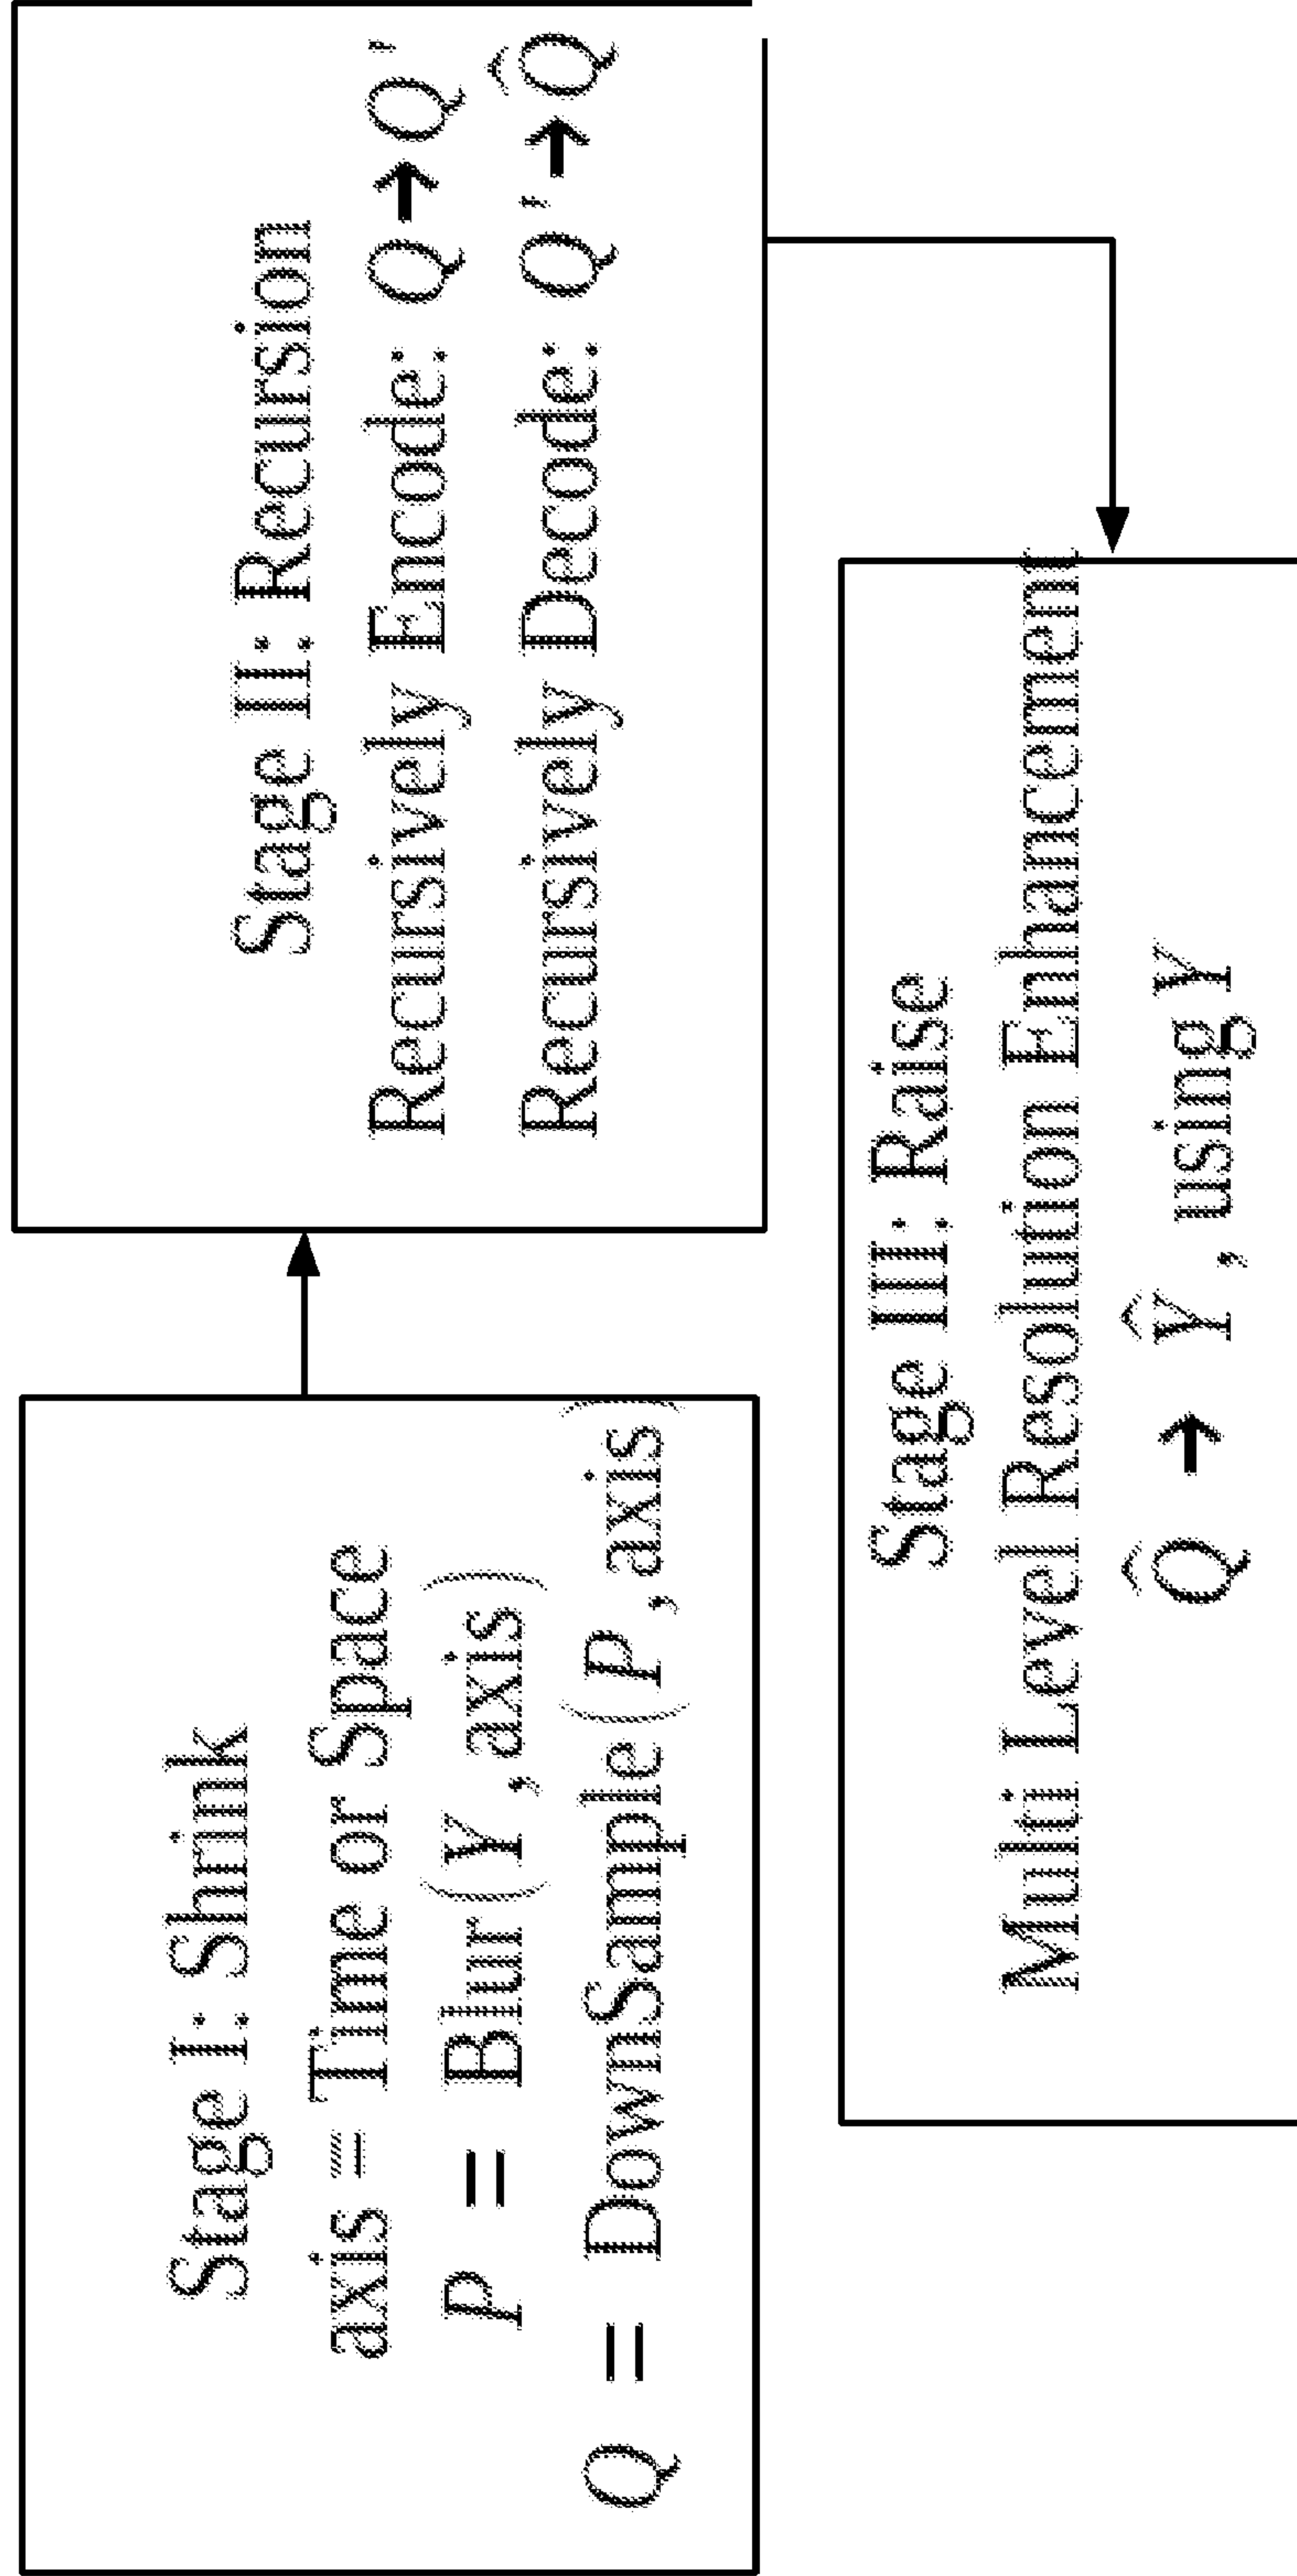 Stage I: Shrink
axis = Time or Space
P = Blur(Y,axis)
Q = DownSample(P,axis)
Stage II: Recursion
Recursively Encode: Q→Q'
Recursively Decode: Q'→Q̂
Stage III: Raise
Multi Level Resolution Enhancement
Q̂ → Ŷ, using Y